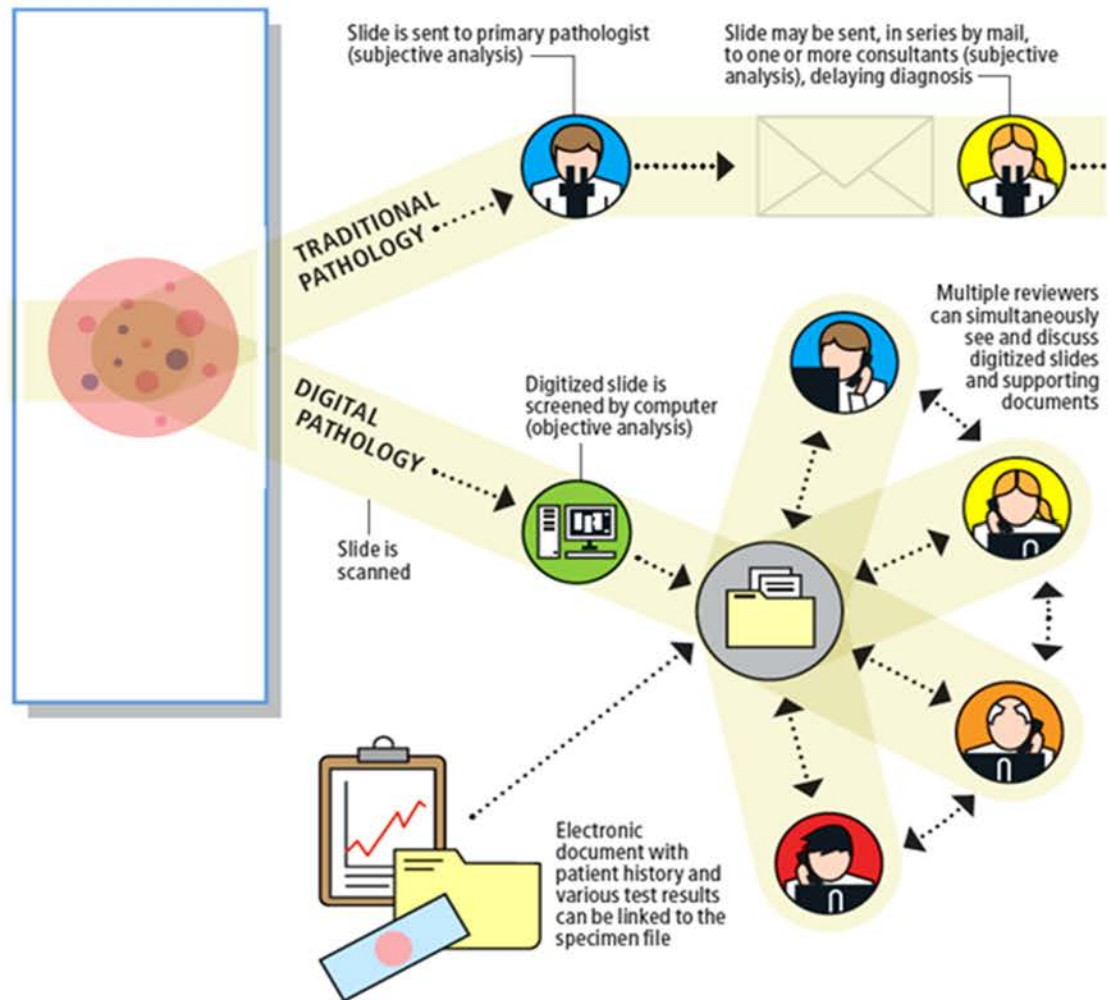 Slide is sent to primary pathologist
(subjective analysis)
Slide may be sent, in series by mail,
to one or more consultants (subjective
analysis), delaying diagnosis
TRADITIONAL
PATHOLOGY
Multiple reviewers
can simultaneously
see and discuss
digitized slides
and supporting
documents
DIGITAL
PATHOLOGY
Digitized slide is
screened by computer
(objective analysis)
Slide is
scanned
Electronic
document with
patient history and
various test results
can be linked to the
specimen file